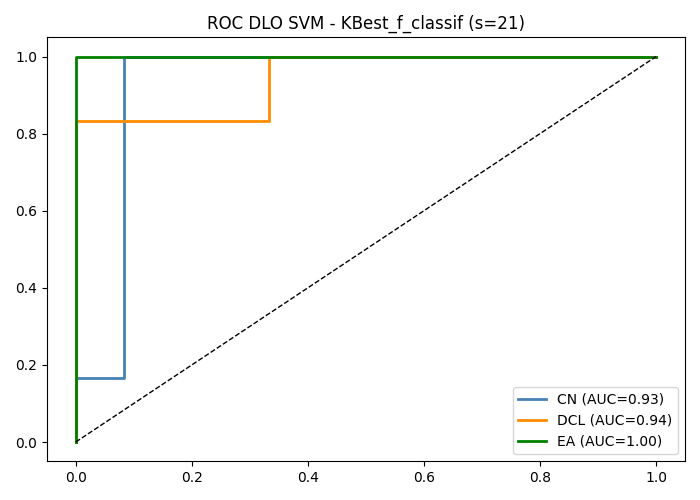 ROC DLO SVM - KBest_f_classif (s=21)
1.0
0.8
0.6
0.4
0.2
0.0
0.0 0.2 0.4 0.6 0.8 1.0
CN (AUC=0.93)
DCL (AUC=0.94)
EA (AUC=1.00)